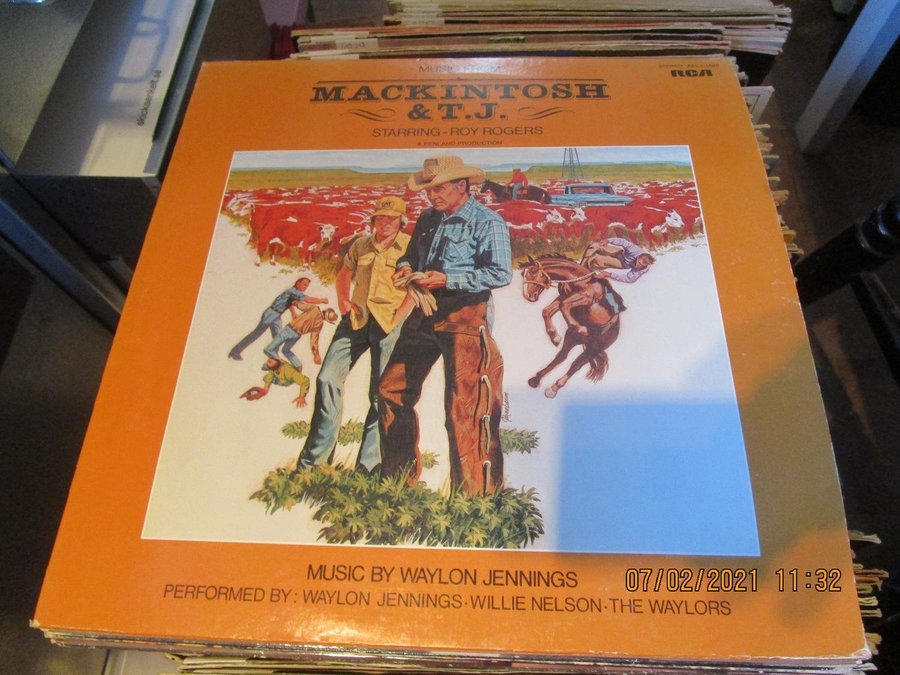 MUSIC FROM
RCA
MACKINTOSH
& T.J.
STARRING - ROY ROGERS
A PENLAND PRODUCTION
CAT
MUSIC BY WAYLON JENNINGS
PERFORMED BY: WAYLON JENNINGS · WILLIE NELSON · THE WAYLORS
07/02/2021 11:32